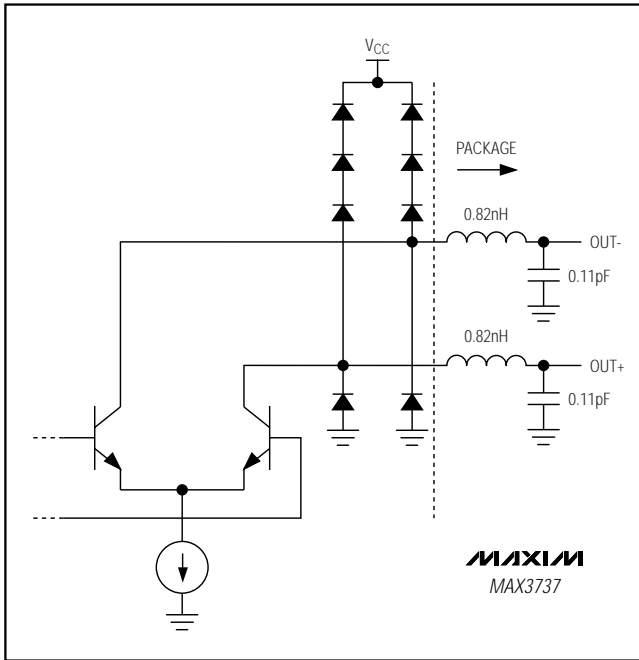 VCC
PACKAGE
0.82nH
OUT-
0.11pF
0.82nH
OUT+
0.11pF
MAXIM
MAX3737